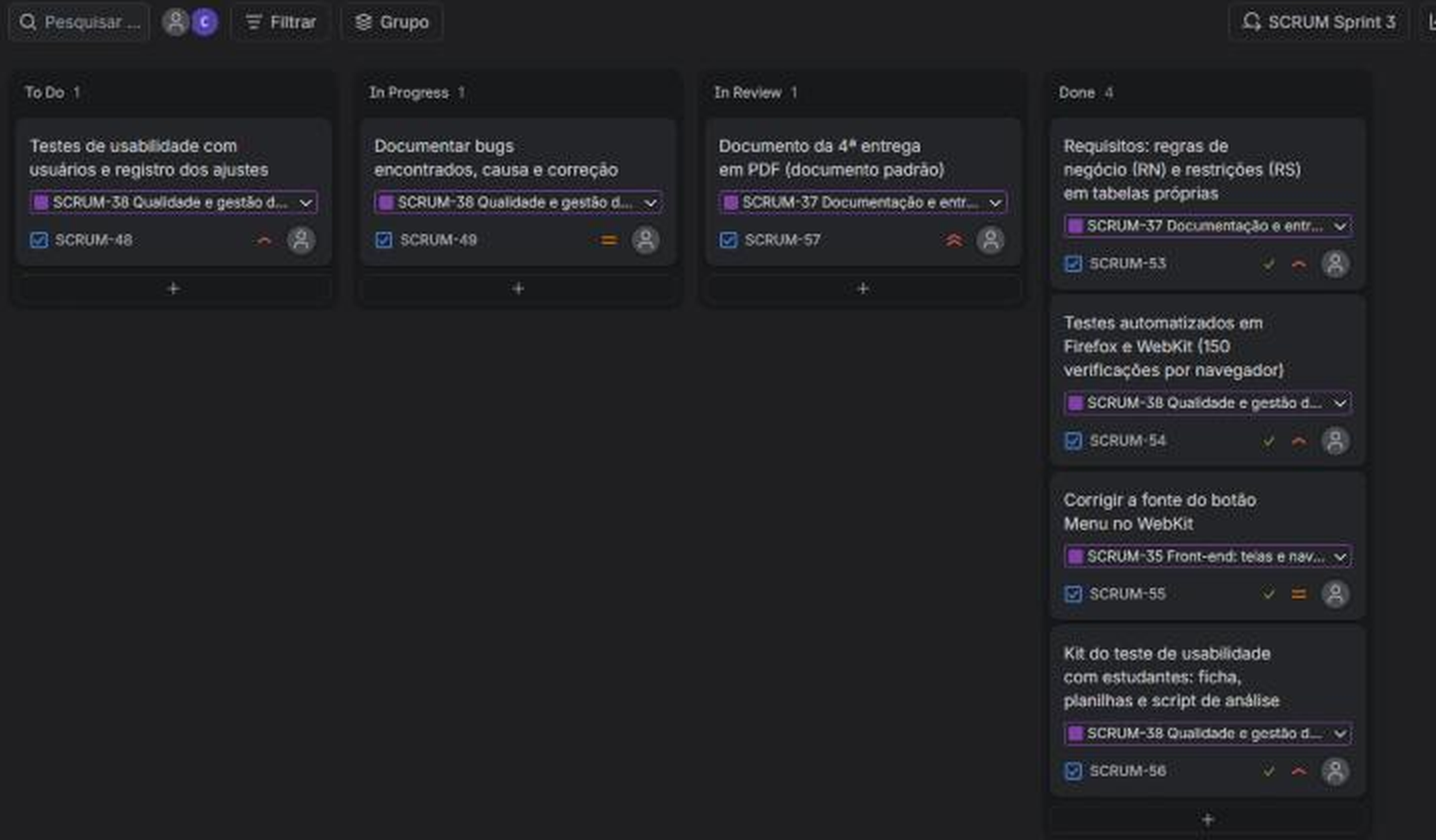 Pesquisar ...
C
Filtrar
Grupo
SCRUM Sprint 3
To Do 1
Testes de usabilidade com
usuários e registro dos ajustes
SCRUM-38 Qualidade e gestão d...
SCRUM-48
In Progress 1
Documentar bugs
encontrados, causa e correção
SCRUM-38 Qualidade e gestão d...
SCRUM-49
In Review 1
Documento da 4ª entrega
em PDF (documento padrão)
SCRUM-37 Documentação e entr...
SCRUM-57
Done 4
Requisitos: regras de
negócio (RN) e restrições (RS)
em tabelas próprias
SCRUM-37 Documentação e entr...
SCRUM-53
Testes automatizados em
Firefox e WebKit (150
verificações por navegador)
SCRUM-38 Qualidade e gestão d...
SCRUM-54
Corrigir a fonte do botão
Menu no WebKit
SCRUM-35 Front-end: telas e nav...
SCRUM-55
Kit do teste de usabilidade
com estudantes: ficha,
planilhas e script de análise
SCRUM-38 Qualidade e gestão d...
SCRUM-56